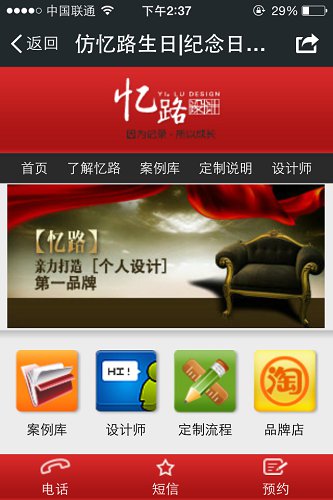 中国联通 下午2:37 29%
返回 仿忆路生日|纪念日...
忆路设计
YI LU DESIGN
因为记录·所以成长
首页 了解忆路 案例库 定制说明 设计师
【忆路】
亲力打造 [个人设计]
第一品牌
HI!
淘
案例库 设计师 定制流程 品牌店
电话 短信 预约